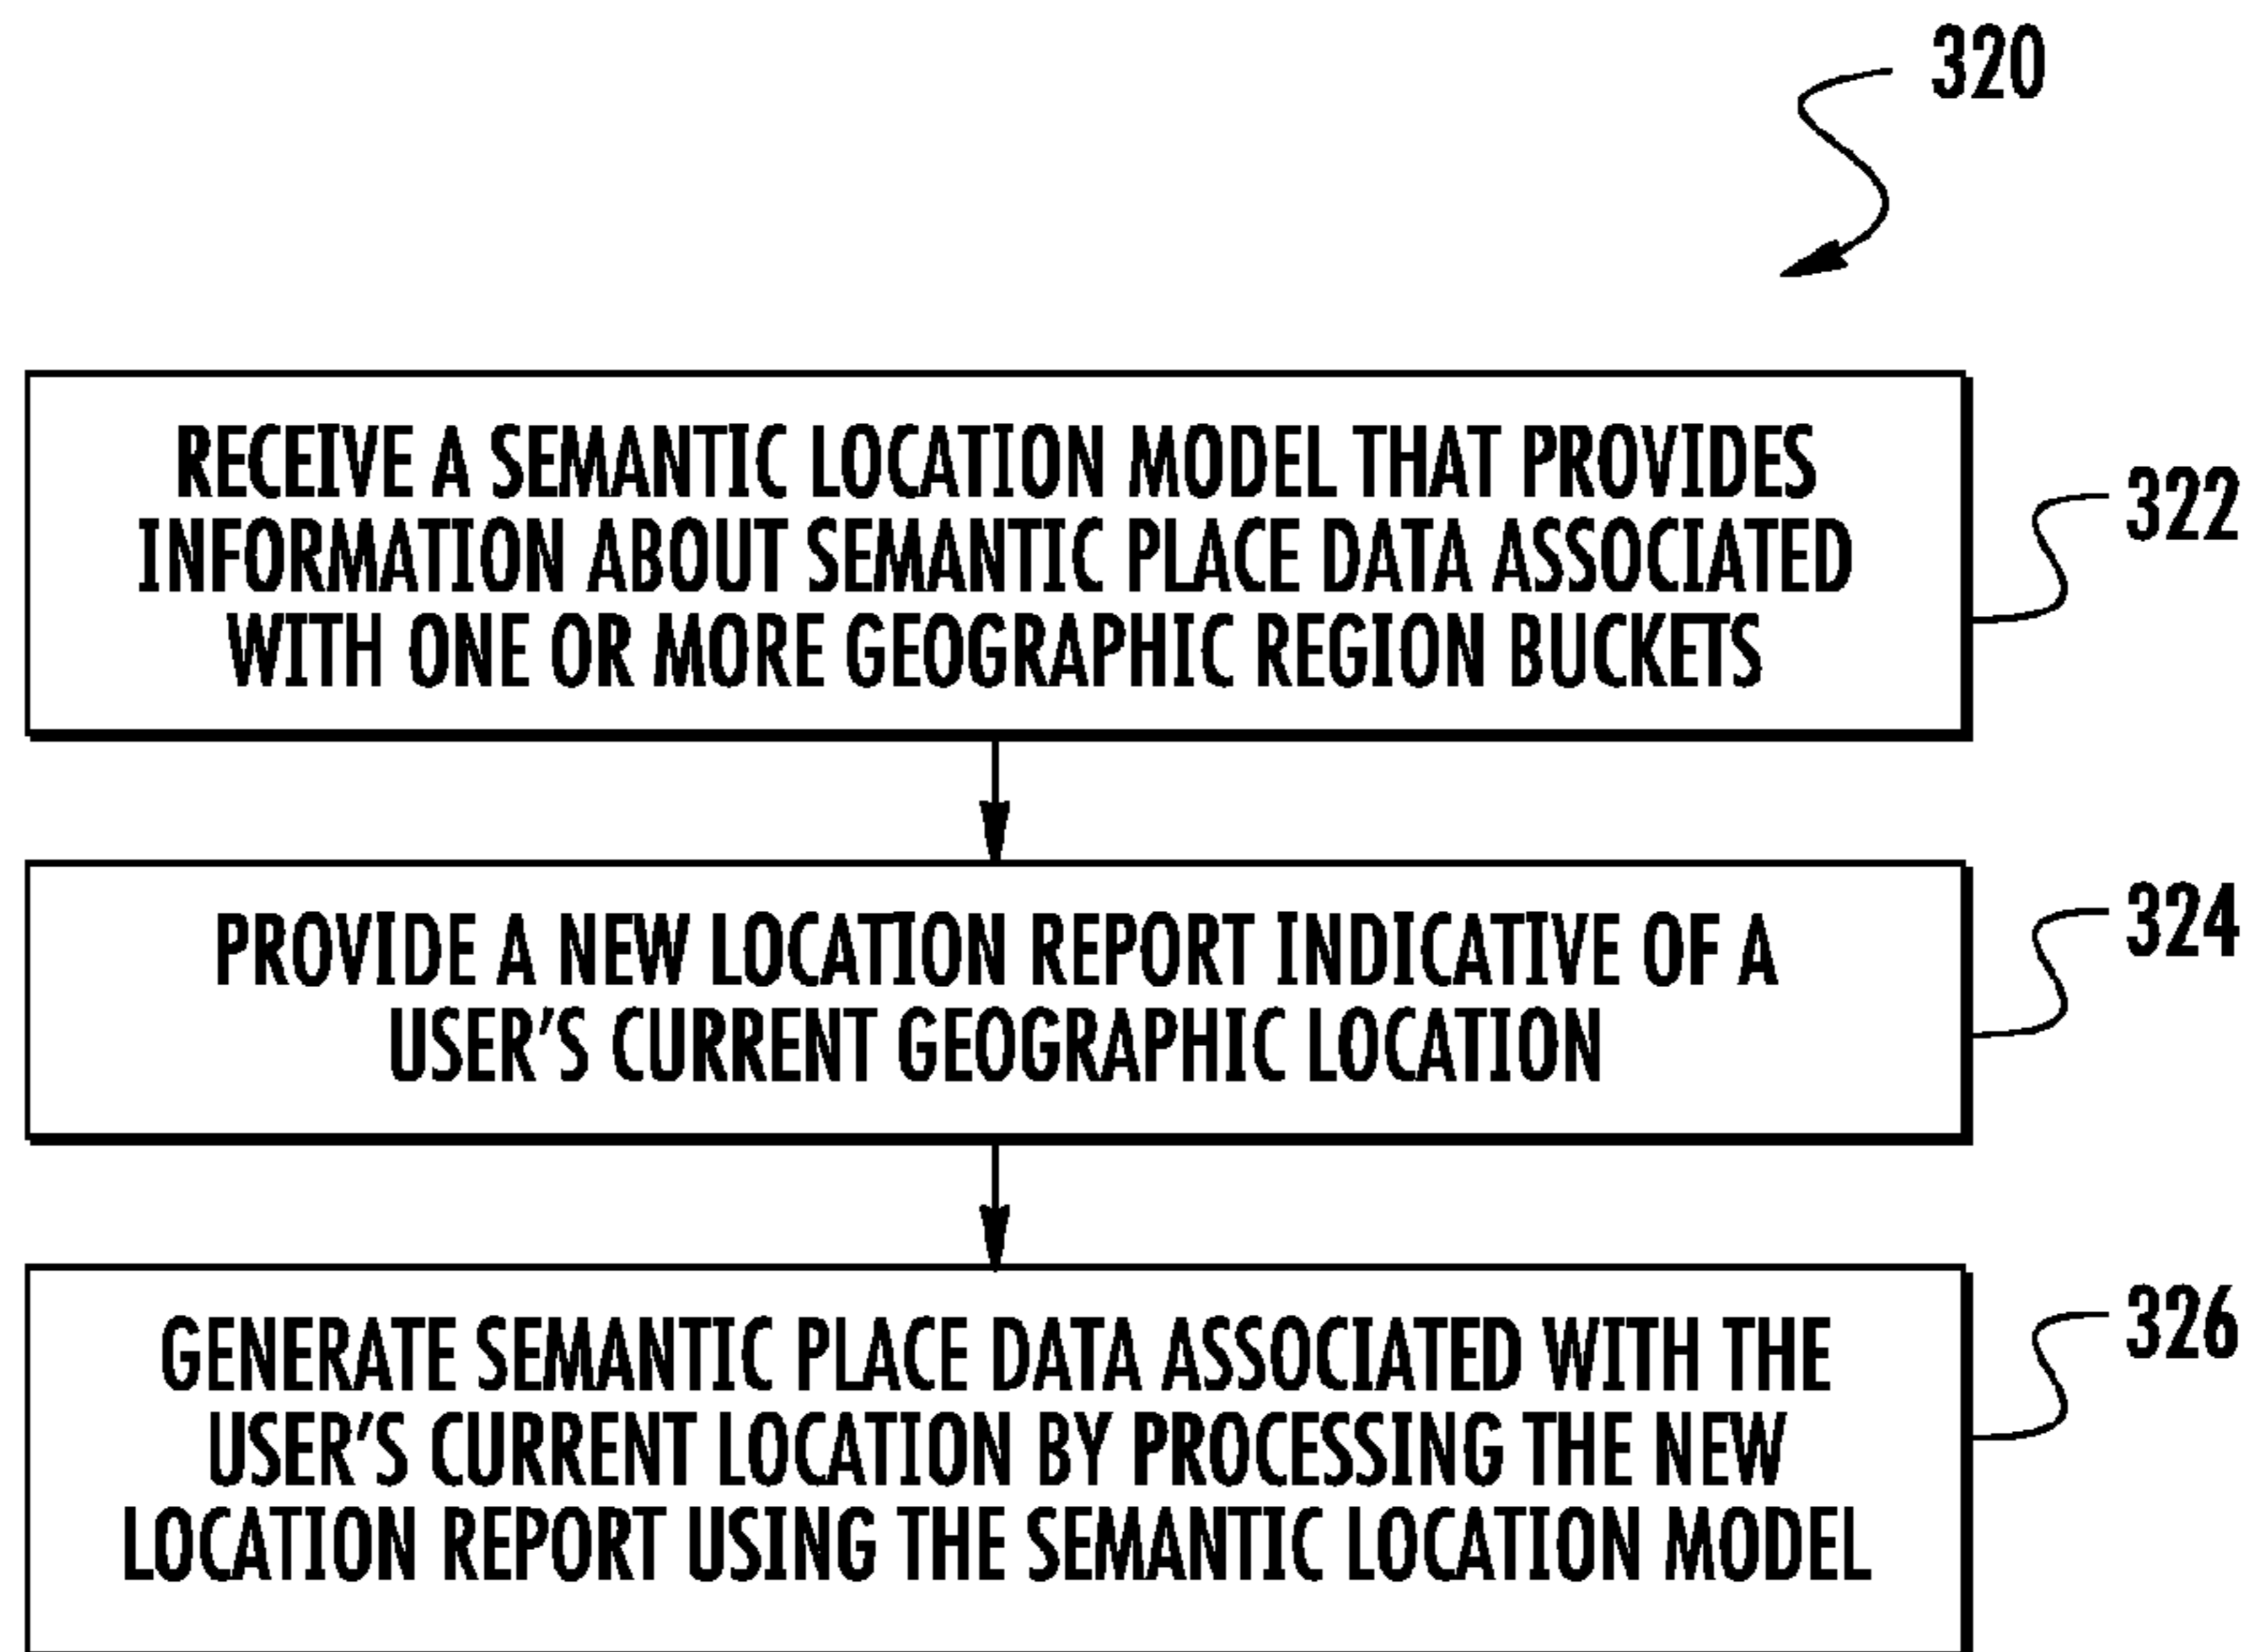 320
RECEIVE A SEMANTIC LOCATION MODEL THAT PROVIDES
INFORMATION ABOUT SEMANTIC PLACE DATA ASSOCIATED
WITH ONE OR MORE GEOGRAPHIC REGION BUCKETS
322
PROVIDE A NEW LOCATION REPORT INDICATIVE OF A
USER’S CURRENT GEOGRAPHIC LOCATION
324
GENERATE SEMANTIC PLACE DATA ASSOCIATED WITH THE
USER’S CURRENT LOCATION BY PROCESSING THE NEW
LOCATION REPORT USING THE SEMANTIC LOCATION MODEL
326